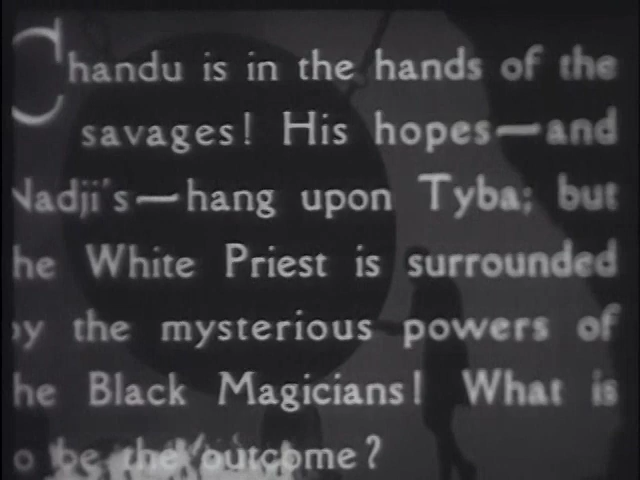 Chandu is in the hands of the
savages! His hopes—and
Nadji's—hang upon Tyba; but
he White Priest is surrounded
y the mysterious powers of
he Black Magicians! What is
o be the outcome?